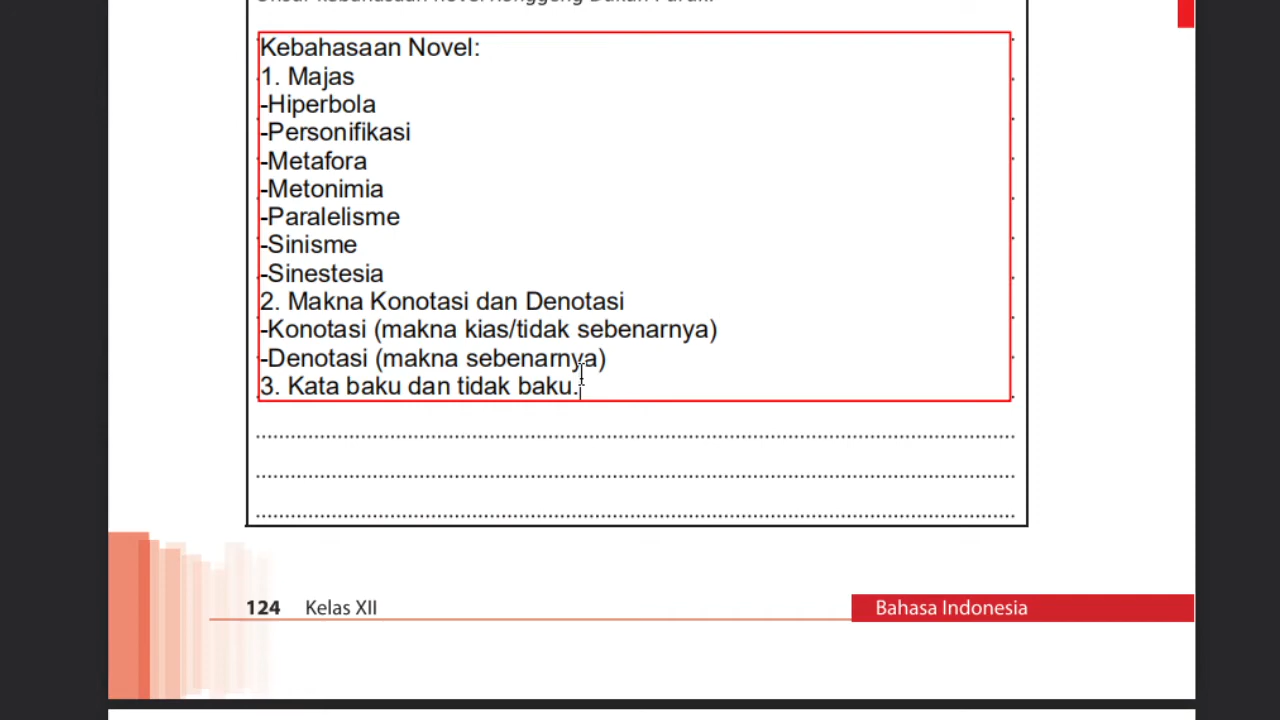 Kebahasaan Novel:
1. Majas
-Hiperbola
-Personifikasi
-Metafora
-Metonimia
-Paralelisme
-Sinisme
-Sinestesia
2. Makna Konotasi dan Denotasi
-Konotasi (makna kias/tidak sebenarnya)
-Denotasi (makna sebenarnya)
3. Kata baku dan tidak baku.
124 Kelas XII
Bahasa Indonesia